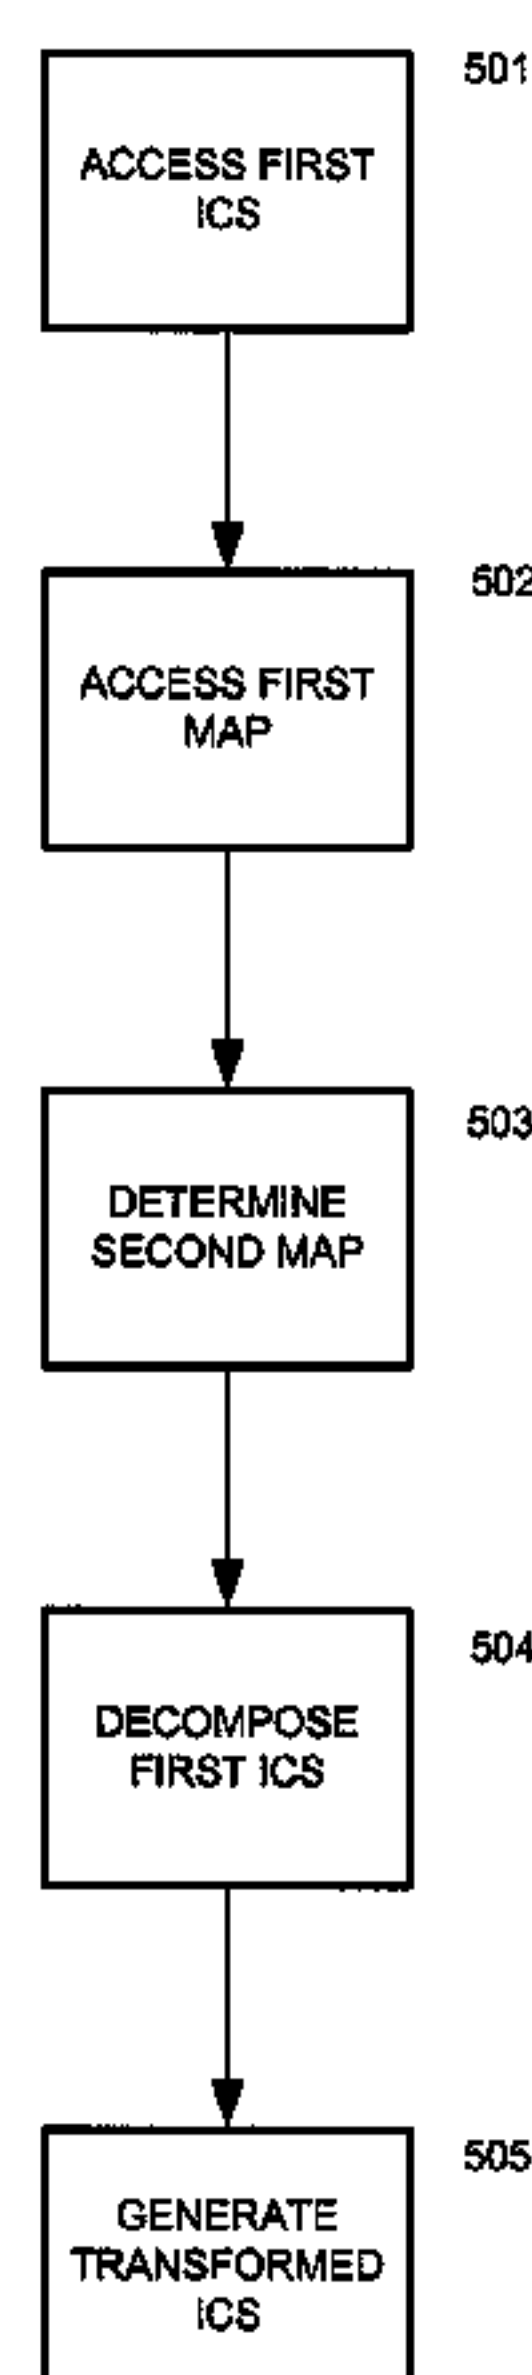 501
ACCESS FIRST
ICS
502
ACCESS FIRST
MAP
503
DETERMINE
SECOND MAP
504
DECOMPOSE
FIRST ICS
505
GENERATE
TRANSFORMED
ICS